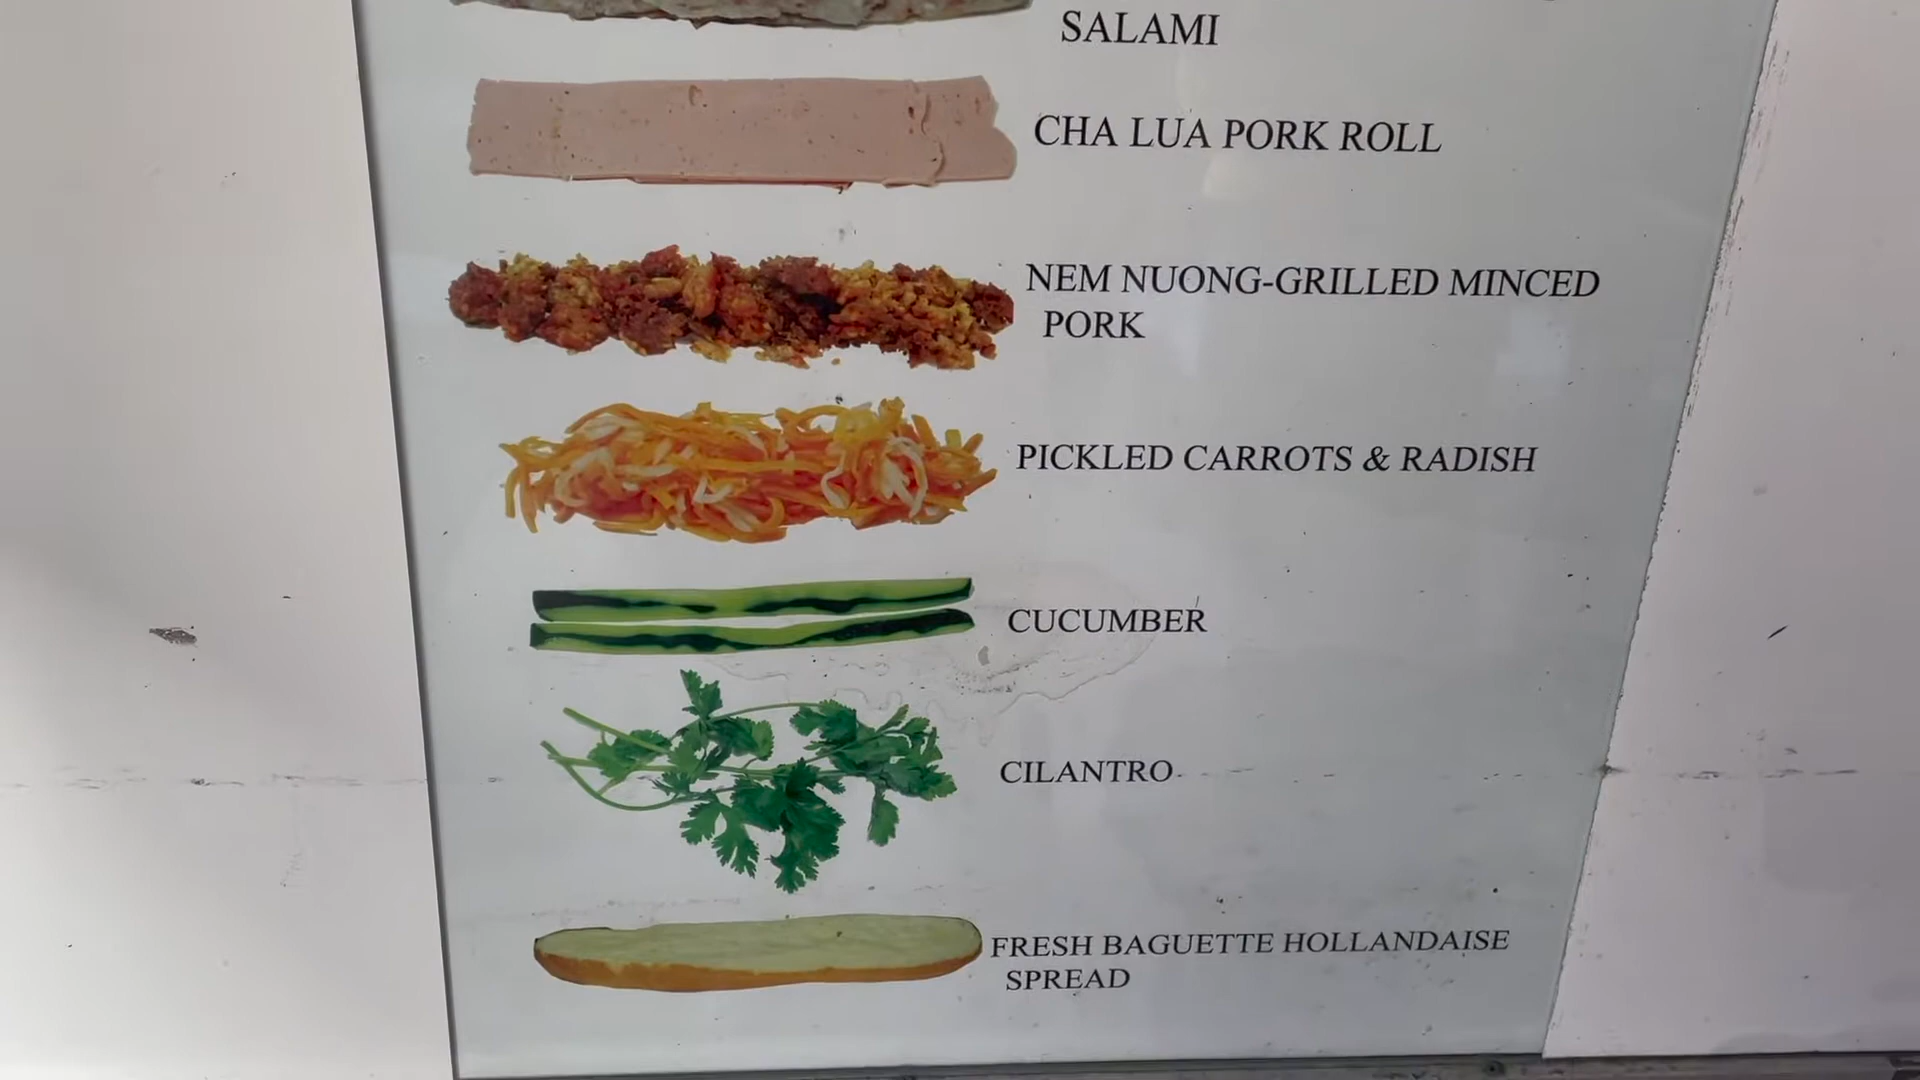 SALAMI
CHA LUA PORK ROLL
NEM NUONG-GRILLED MINCED
PORK
PICKLED CARROTS & RADISH
CUCUMBER
CILANTRO
FRESH BAGUETTE HOLLANDAISE
SPREAD